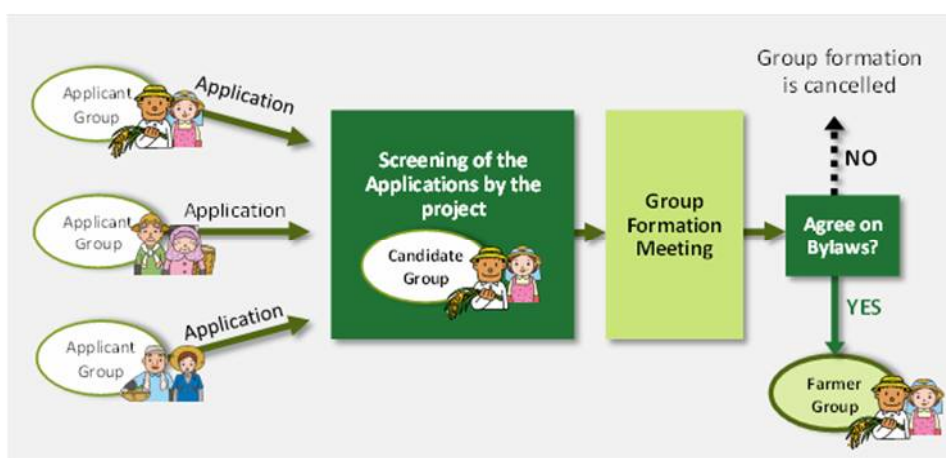 Applicant
Group
Application
Applicant
Group
Application
Applicant
Group
Application
Screening of the
Applications by the
project
Candidate
Group
Group
Formation
Meeting
Agree on
Bylaws?
NO
Group formation
is cancelled
YES
Farmer
Group